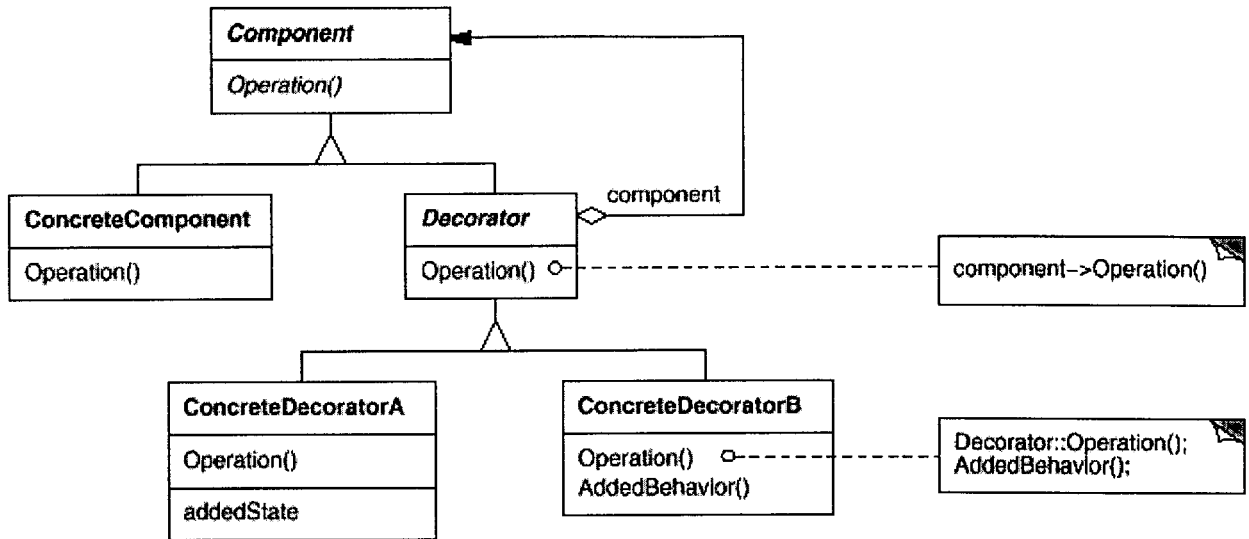 Component
Operation()
component
ConcreteComponent
Operation()
Decorator
Operation()
component->Operation()
ConcreteDecoratorA
Operation()
addedState
ConcreteDecoratorB
Operation()
AddedBehavior()
Decorator::Operation();
AddedBehavior();